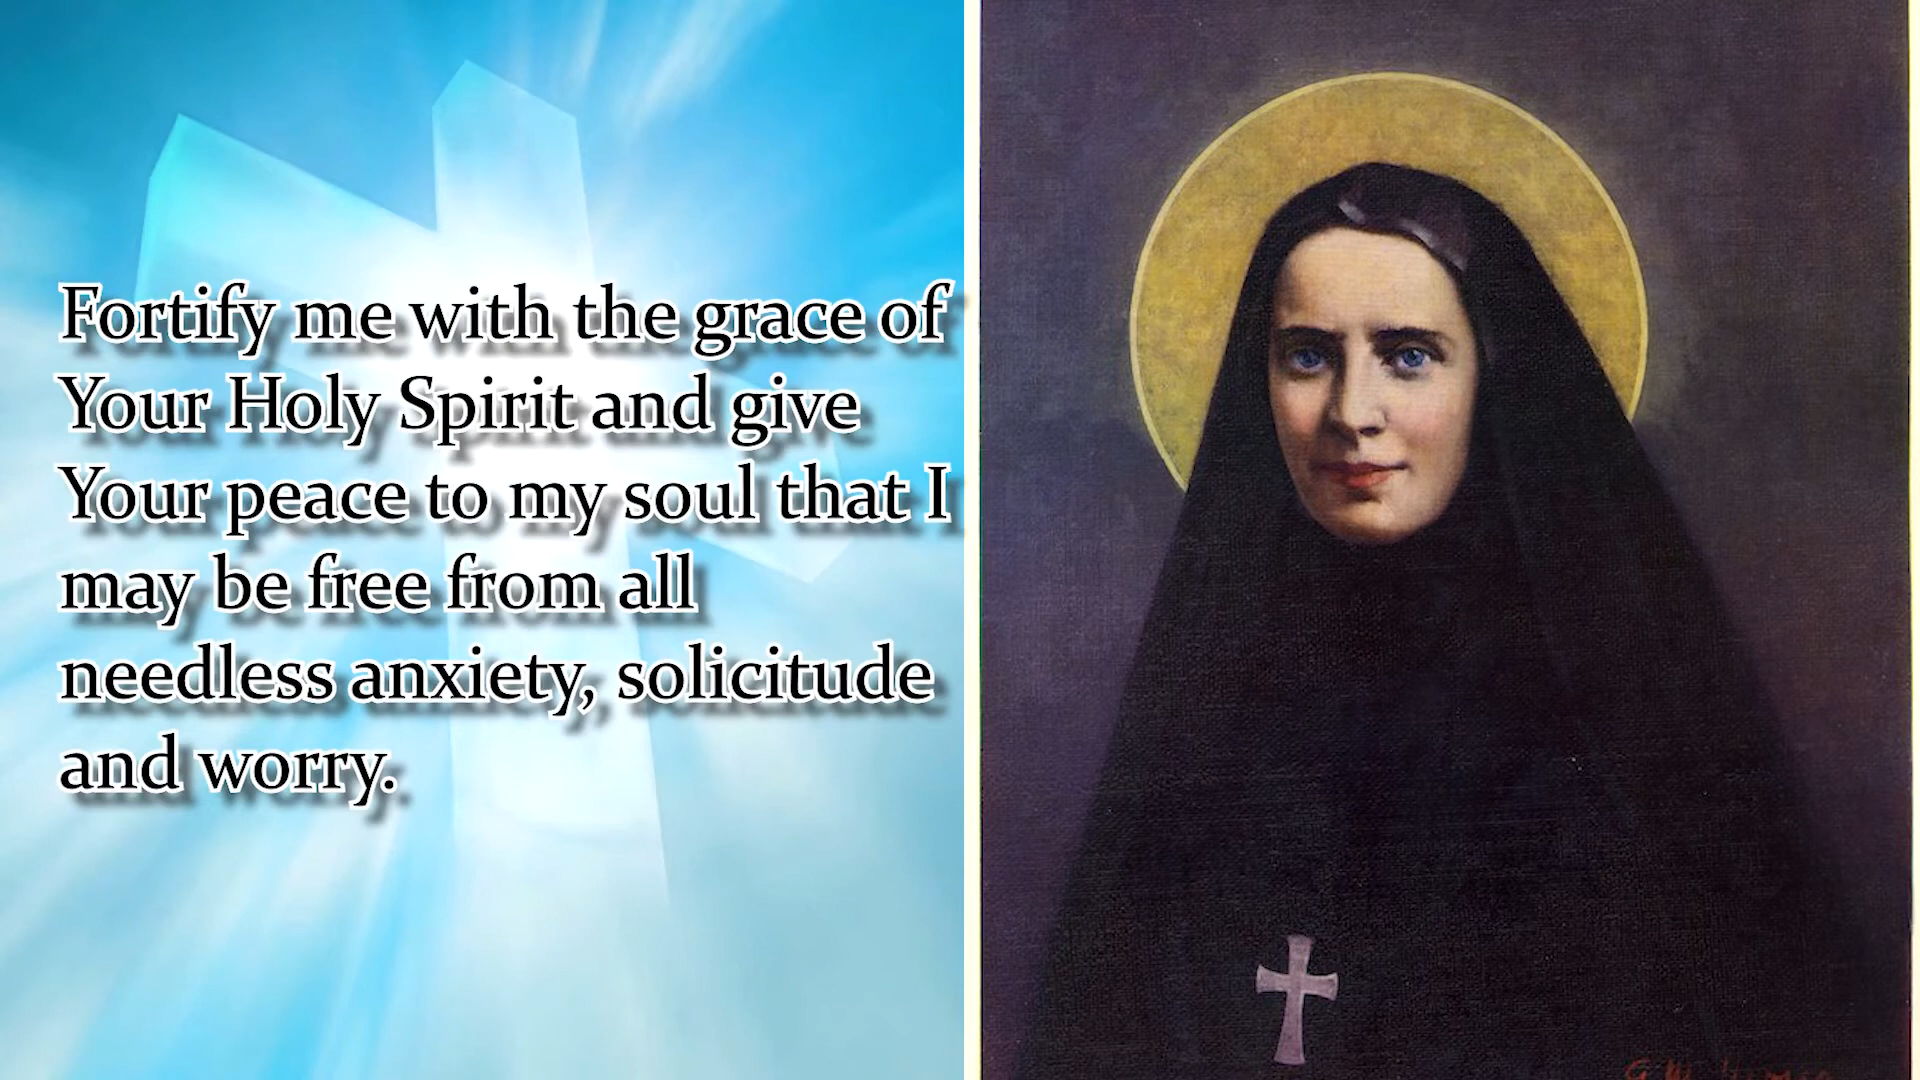 Fortify me with the grace of
Your Holy Spirit and give
Your peace to my soul that I
may be free from all
needless anxiety, solicitude
and worry.